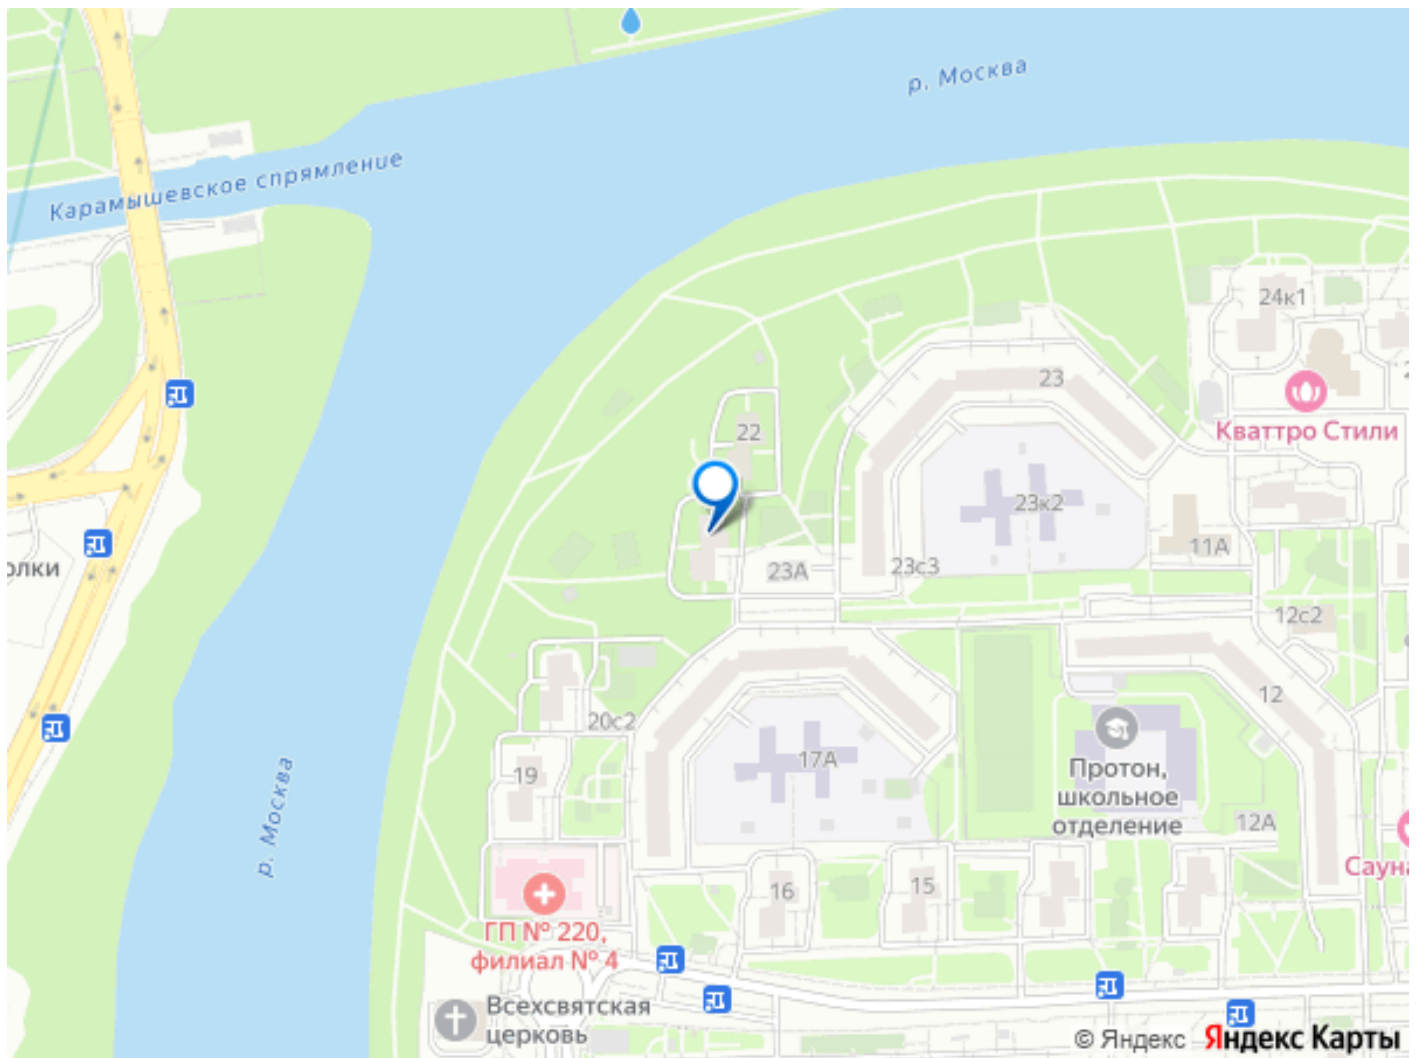 р. Москва
Карамышевское спрямление
24к1
23
Кваттро Стили
22
23к2
11А
олки
23А
23с3
12с2
12
20с2
17А
19
Протон,
школьное
отделение
12А
Сауна
16
15
р. Москва
ГП № 220,
филиал № 4
Всехсвятская
церковь
© Яндекс Яндекс Карты